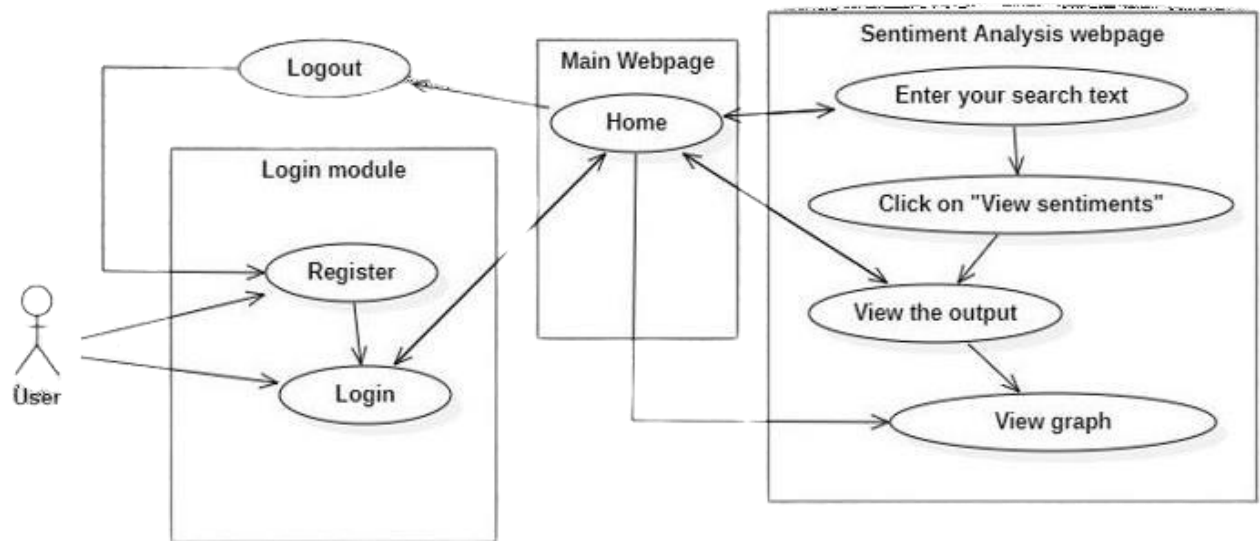 Sentiment Analysis webpage
Main Webpage
Logout
Enter your search text
Home
Login module
Click on "View sentiments"
Register
View the output
User
Login
View graph